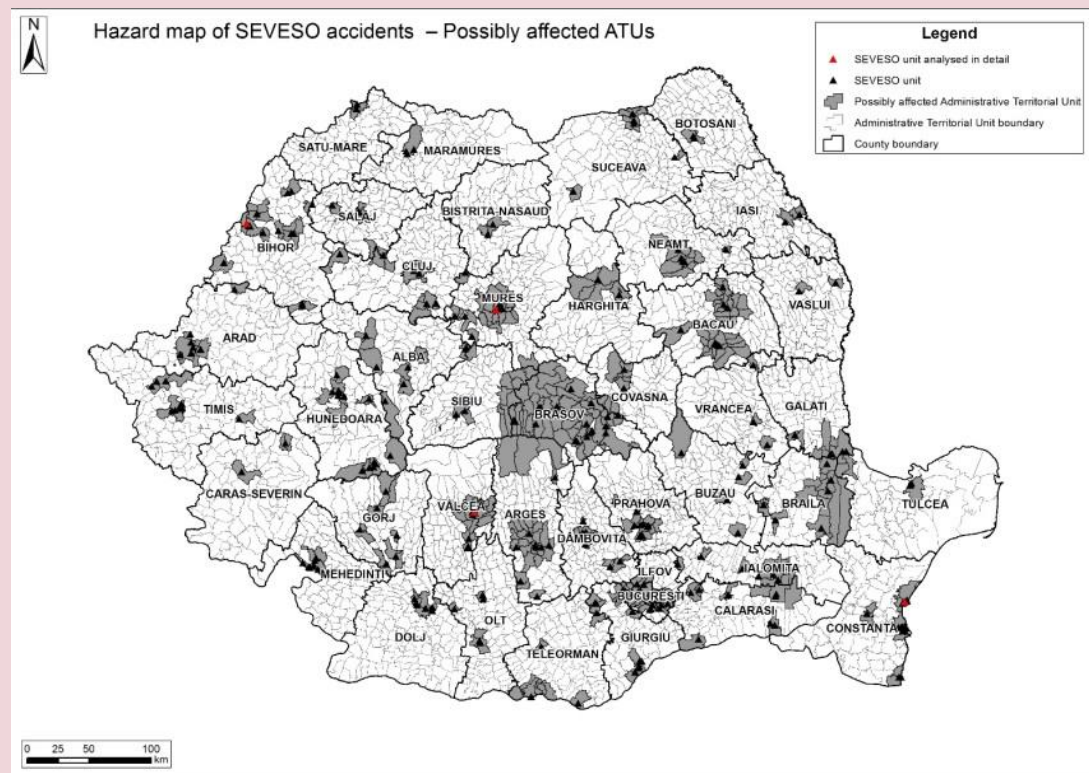 N
Hazard map of SEVESO accidents – Possibly affected ATUs
Legend
SEVESO unit analysed in detail
SEVESO unit
Possibly affected Administrative Territorial Unit
Administrative Territorial Unit boundary
County boundary
BOTOSANI
SATU-MARE
MARAMURES
SUCEAVA
SALAJ
BISTRITA-NASAUD
IASI
BIHOR
NEAMT
CLUJ
MURES
HARGHITA
VASLUI
BACAU
ARAD
ALBA
SIBIU
BRASOV
COVASNA
VRANCEA
GALATI
TIMIS
HUNEDOARA
CARAS-SEVERIN
GORJ
VALCEA
ARGES
PRAHOVA
BUZAU
BRAILA
TULCEA
DAMBOVITA
MEHEDINTI
ILFOV
IALOMITA
BUCURESTI
CALARASI
OLT
DOLJ
GIURGIU
CONSTANTA
TELEORMAN
0 25 50 100
km